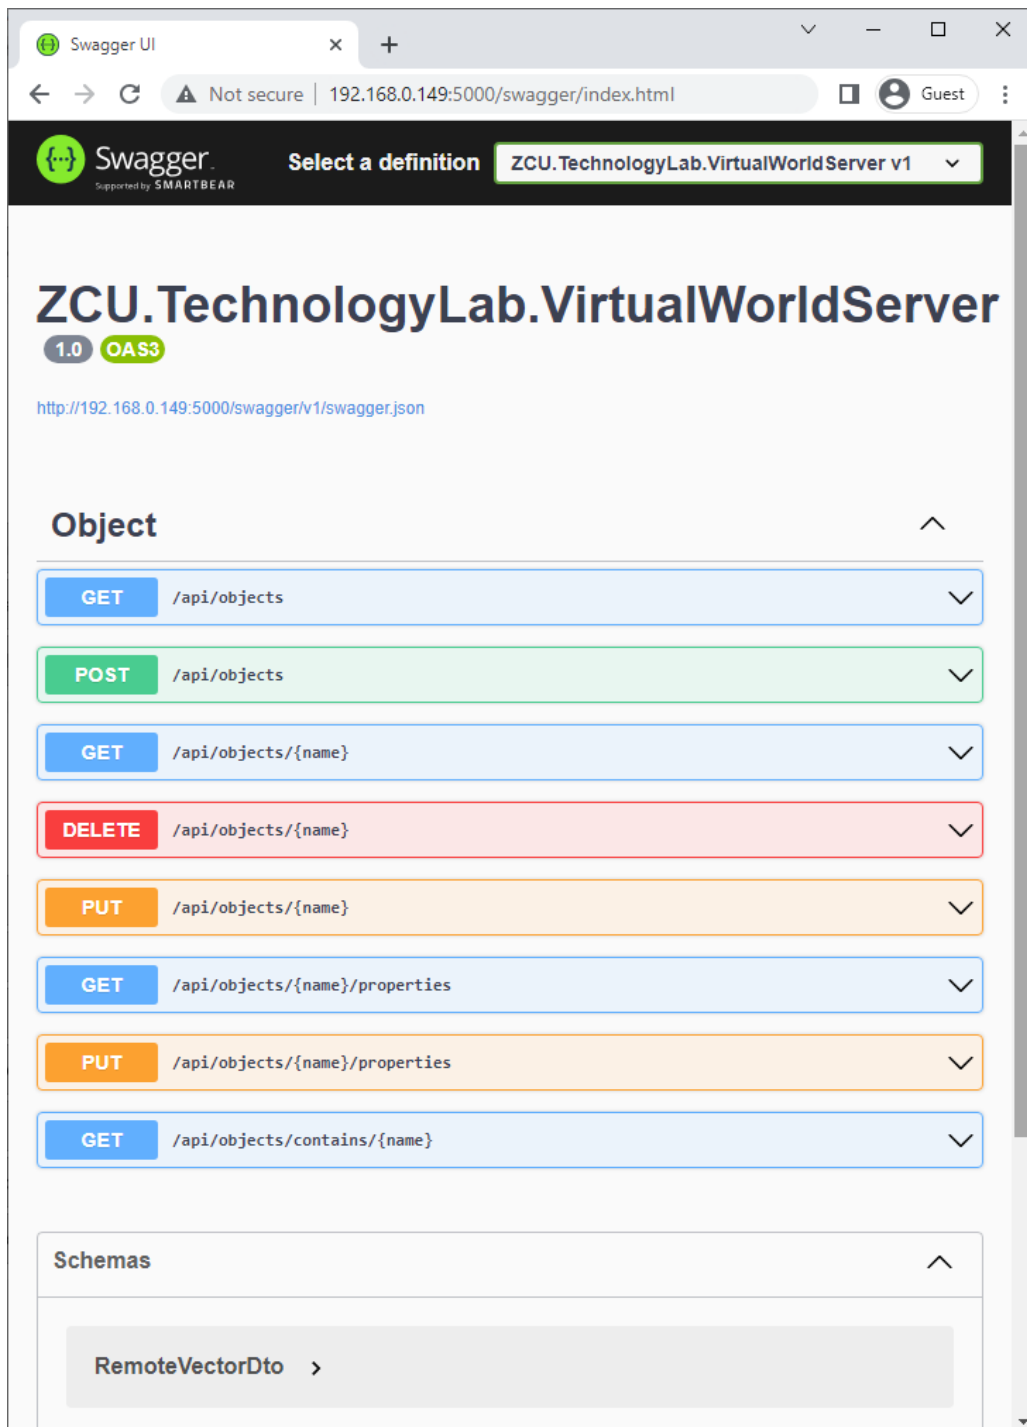 Swagger UI
Not secure 192.168.0.149:5000/swagger/index.html Guest
Swagger.
Supported by SMARTBEAR
Select a definition ZCU.TechnologyLab.VirtualWorldServer v1
ZCU.TechnologyLab.VirtualWorldServer
1.0 OAS3
http://192.168.0.149:5000/swagger/v1/swagger.json
Object
GET /api/objects
POST /api/objects
GET /api/objects/{name}
DELETE /api/objects/{name}
PUT /api/objects/{name}
GET /api/objects/{name}/properties
PUT /api/objects/{name}/properties
GET /api/objects/contains/{name}
Schemas
RemoteVectorDto